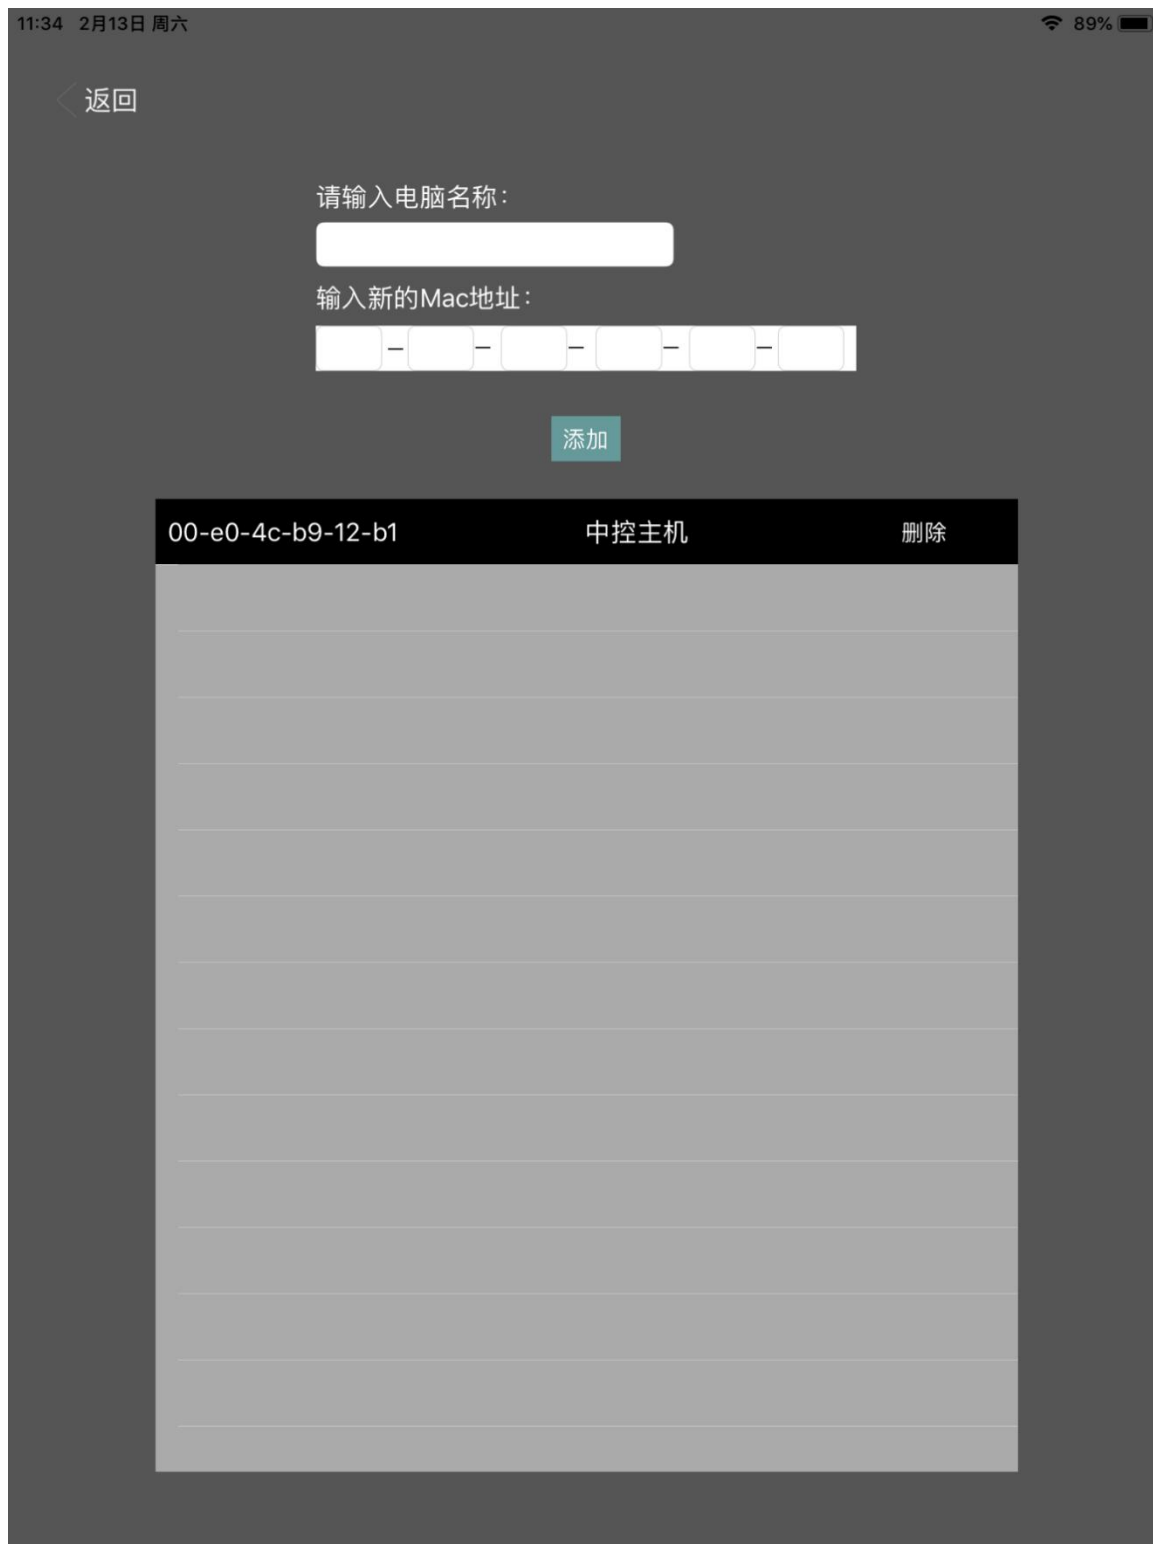 11:34 2月13日 周六 89%
返回
请输入电脑名称：
输入新的Mac地址：
– – – – –
添加
00-e0-4c-b9-12-b1 中控主机 删除